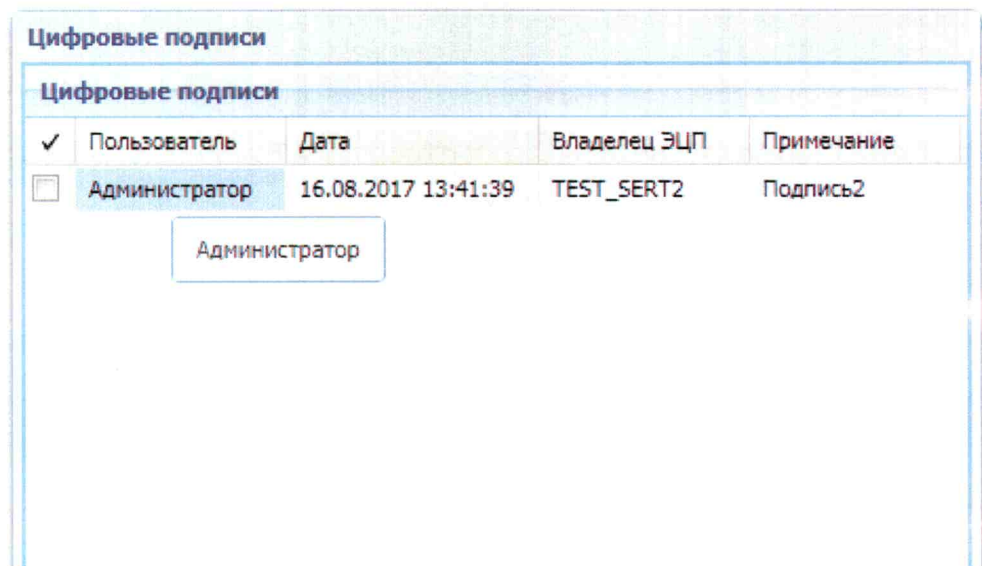 Цифровые подписи
Цифровые подписи
✓ Пользователь Дата Владелец ЭЦП Примечание
Администратор 16.08.2017 13:41:39 TEST_SERT2 Подпись2
Администратор